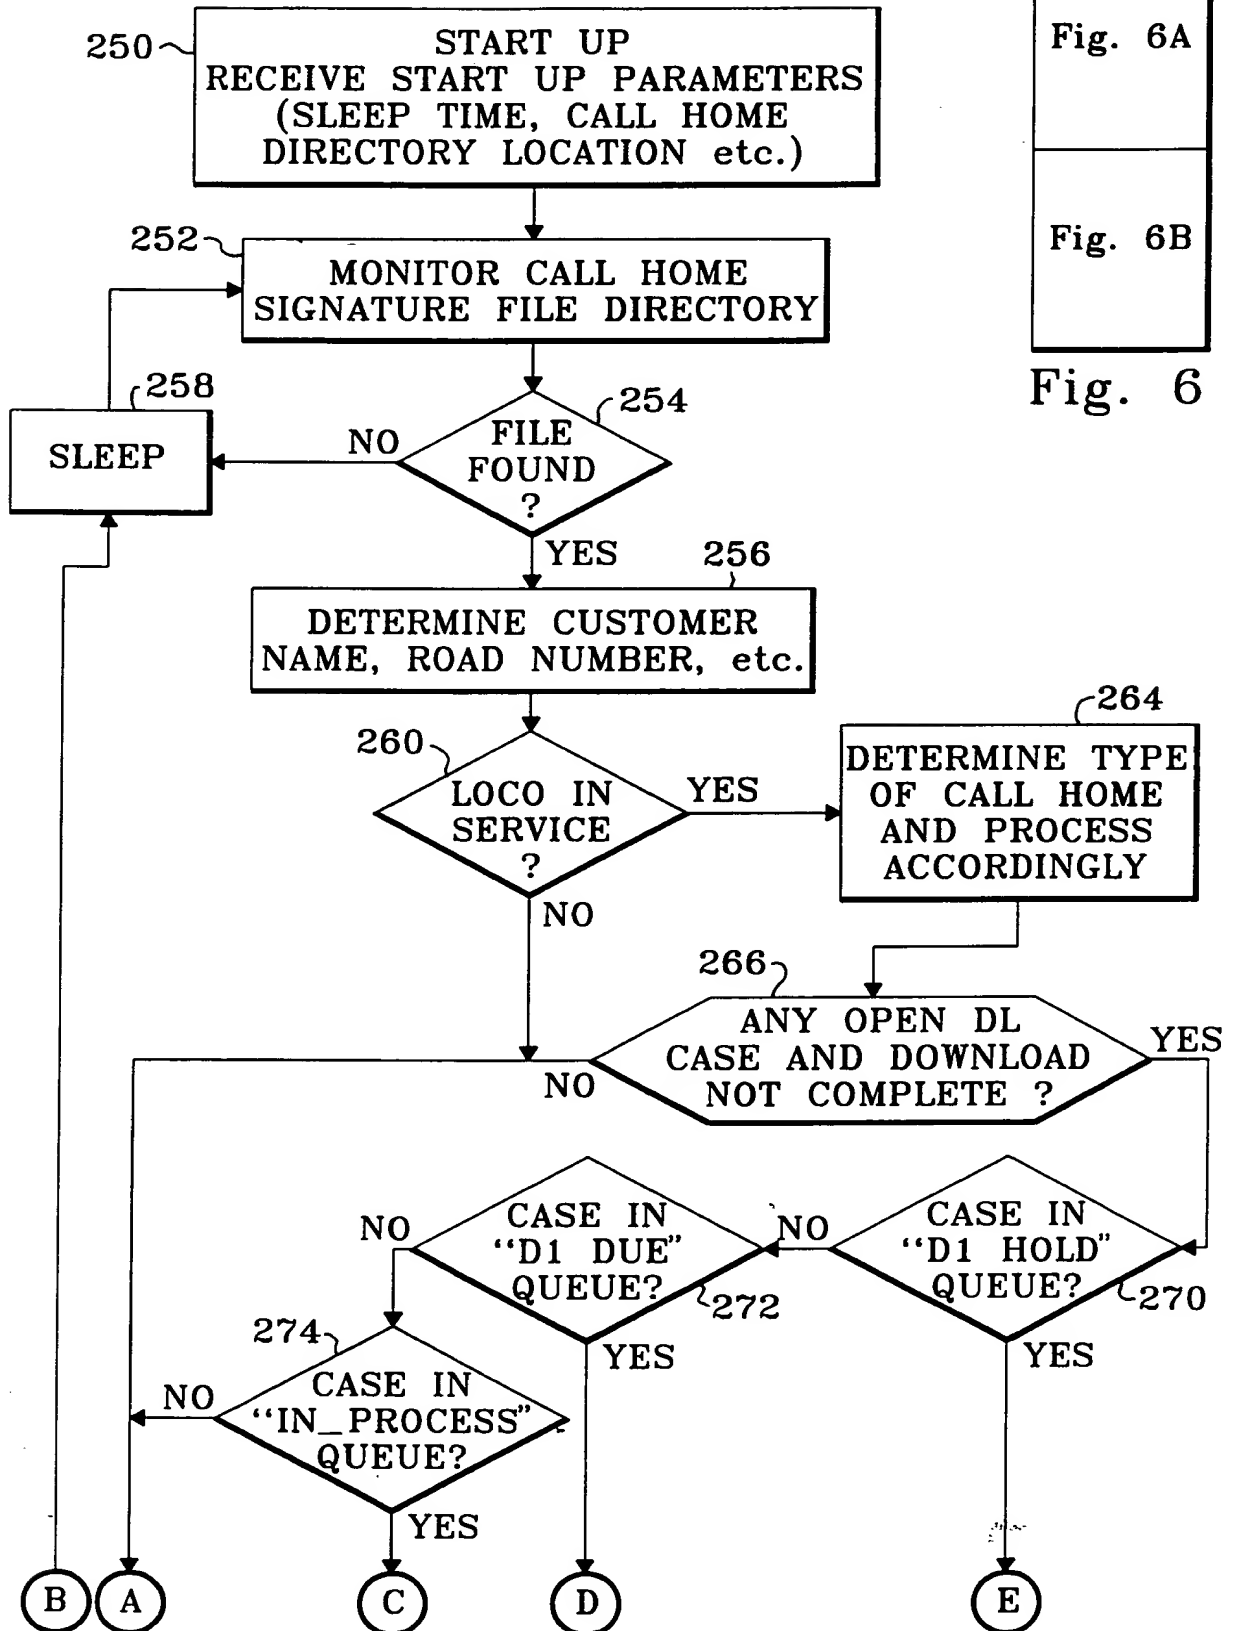 250
START UP
RECEIVE START UP PARAMETERS
(SLEEP TIME, CALL HOME
DIRECTORY LOCATION etc.)
Fig. 6A
Fig. 6B
Fig. 6
252
MONITOR CALL HOME
SIGNATURE FILE DIRECTORY
258
SLEEP
NO
254
FILE
FOUND
?
YES
256
DETERMINE CUSTOMER
NAME, ROAD NUMBER, etc.
260
LOCO IN
SERVICE
?
YES
NO
264
DETERMINE TYPE
OF CALL HOME
AND PROCESS
ACCORDINGLY
266
ANY OPEN DL
CASE AND DOWNLOAD
NOT COMPLETE ?
YES
NO
CASE IN
“D1 HOLD”
QUEUE?
270
NO
YES
CASE IN
“D1 DUE”
QUEUE?
272
NO
YES
274
CASE IN
“IN_PROCESS”
QUEUE?
NO
YES
B
A
C
D
E